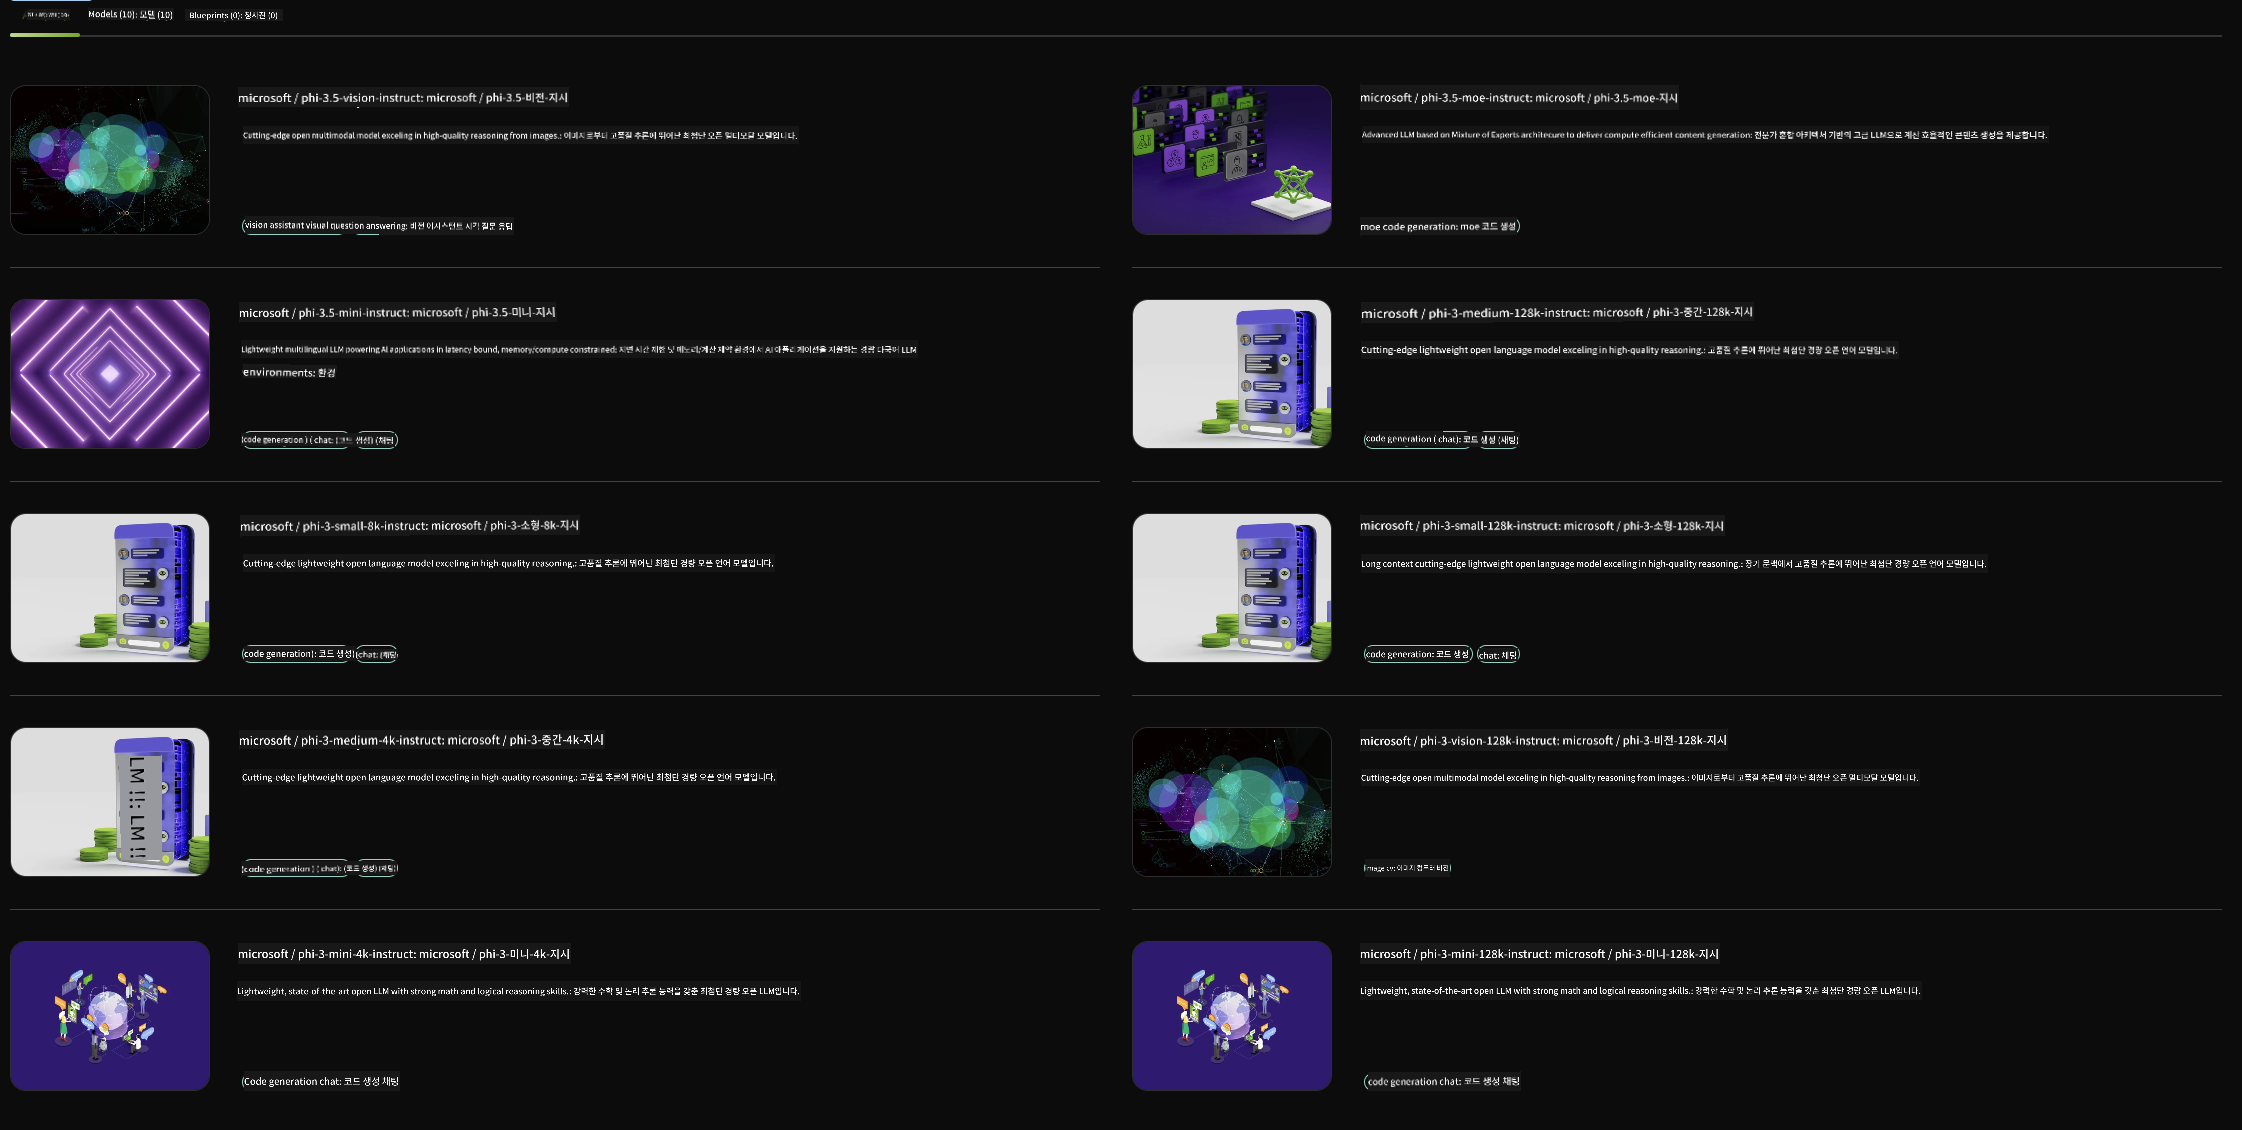 Models (10): 모델 (10)
Blueprints (0): 청사진 (0)
microsoft / phi-3.5-vision-instruct: microsoft / phi-3.5-비전-지시
Cutting-edge open multimodal model exceling in high-quality reasoning from images.: 이미지로부터 고품질 추론에 뛰어난 최첨단 오픈 멀티모달 모델입니다.
vision assistant visual question answering: 비전 어시스턴트 시각 질문 응답
microsoft / phi-3.5-moe-instruct: microsoft / phi-3.5-moe-지시
Advanced LLM based on Mixture of Experts architecure to deliver compute efficient content generation: 전문가 혼합 아키텍처 기반의 고급 LLM으로 계산 효율적인 콘텐츠 생성을 제공합니다.
moe code generation: moe 코드 생성)
microsoft / phi-3.5-mini-instruct: microsoft / phi-3.5-미니-지시
Lightweight multilingual LLM powering AI applications in latency bound, memory/compute constrained: 지연 시간 제한 및 메모리/계산 제약 환경에서 AI 애플리케이션을 지원하는 경량 다국어 LLM
environments: 환경
(code generation ) ( chat: (코드 생성) (채팅)
microsoft / phi-3-medium-128k-instruct: microsoft / phi-3-중간-128k-지시
Cutting-edge lightweight open language model exceling in high-quality reasoning.: 고품질 추론에 뛰어난 최첨단 경량 오픈 언어 모델입니다.
code generation ( chat): 코드 생성 (채팅)
microsoft / phi-3-small-8k-instruct: microsoft / phi-3-소형-8k-지시
Cutting-edge lightweight open language model exceling in high-quality reasoning.: 고품질 추론에 뛰어난 최첨단 경량 오픈 언어 모델입니다.
(code generation): 코드 생성)
(chat: (채팅)
microsoft / phi-3-small-128k-instruct: microsoft / phi-3-소형-128k-지시
Long context cutting-edge lightweight open language model exceling in high-quality reasoning.: 장기 문맥에서 고품질 추론에 뛰어난 최첨단 경량 오픈 언어 모델입니다.
code generation: 코드 생성
chat: 채팅
microsoft / phi-3-medium-4k-instruct: microsoft / phi-3-중간-4k-지시
Cutting-edge lightweight open language model exceling in high-quality reasoning.: 고품질 추론에 뛰어난 최첨단 경량 오픈 언어 모델입니다.
LM !!: LM !!
(code generation ) ( chat): (코드 생성) (채팅)
microsoft / phi-3-vision-128k-instruct: microsoft / phi-3-비전-128k-지시
Cutting-edge open multimodal model exceling in high-quality reasoning from images.: 이미지로부터 고품질 추론에 뛰어난 최첨단 오픈 멀티모달 모델입니다.
image cv: 이미지 컴퓨터 비전
microsoft / phi-3-mini-4k-instruct: microsoft / phi-3-미니-4k-지시
Lightweight, state-of-the-art open LLM with strong math and logical reasoning skills.: 강력한 수학 및 논리 추론 능력을 갖춘 최첨단 경량 오픈 LLM입니다.
(Code generation chat: 코드 생성 채팅
microsoft / phi-3-mini-128k-instruct: microsoft / phi-3-미니-128k-지시
Lightweight, state-of-the-art open LLM with strong math and logical reasoning skills.: 강력한 수학 및 논리 추론 능력을 갖춘 최첨단 경량 오픈 LLM입니다.
(code generation chat: 코드 생성 채팅